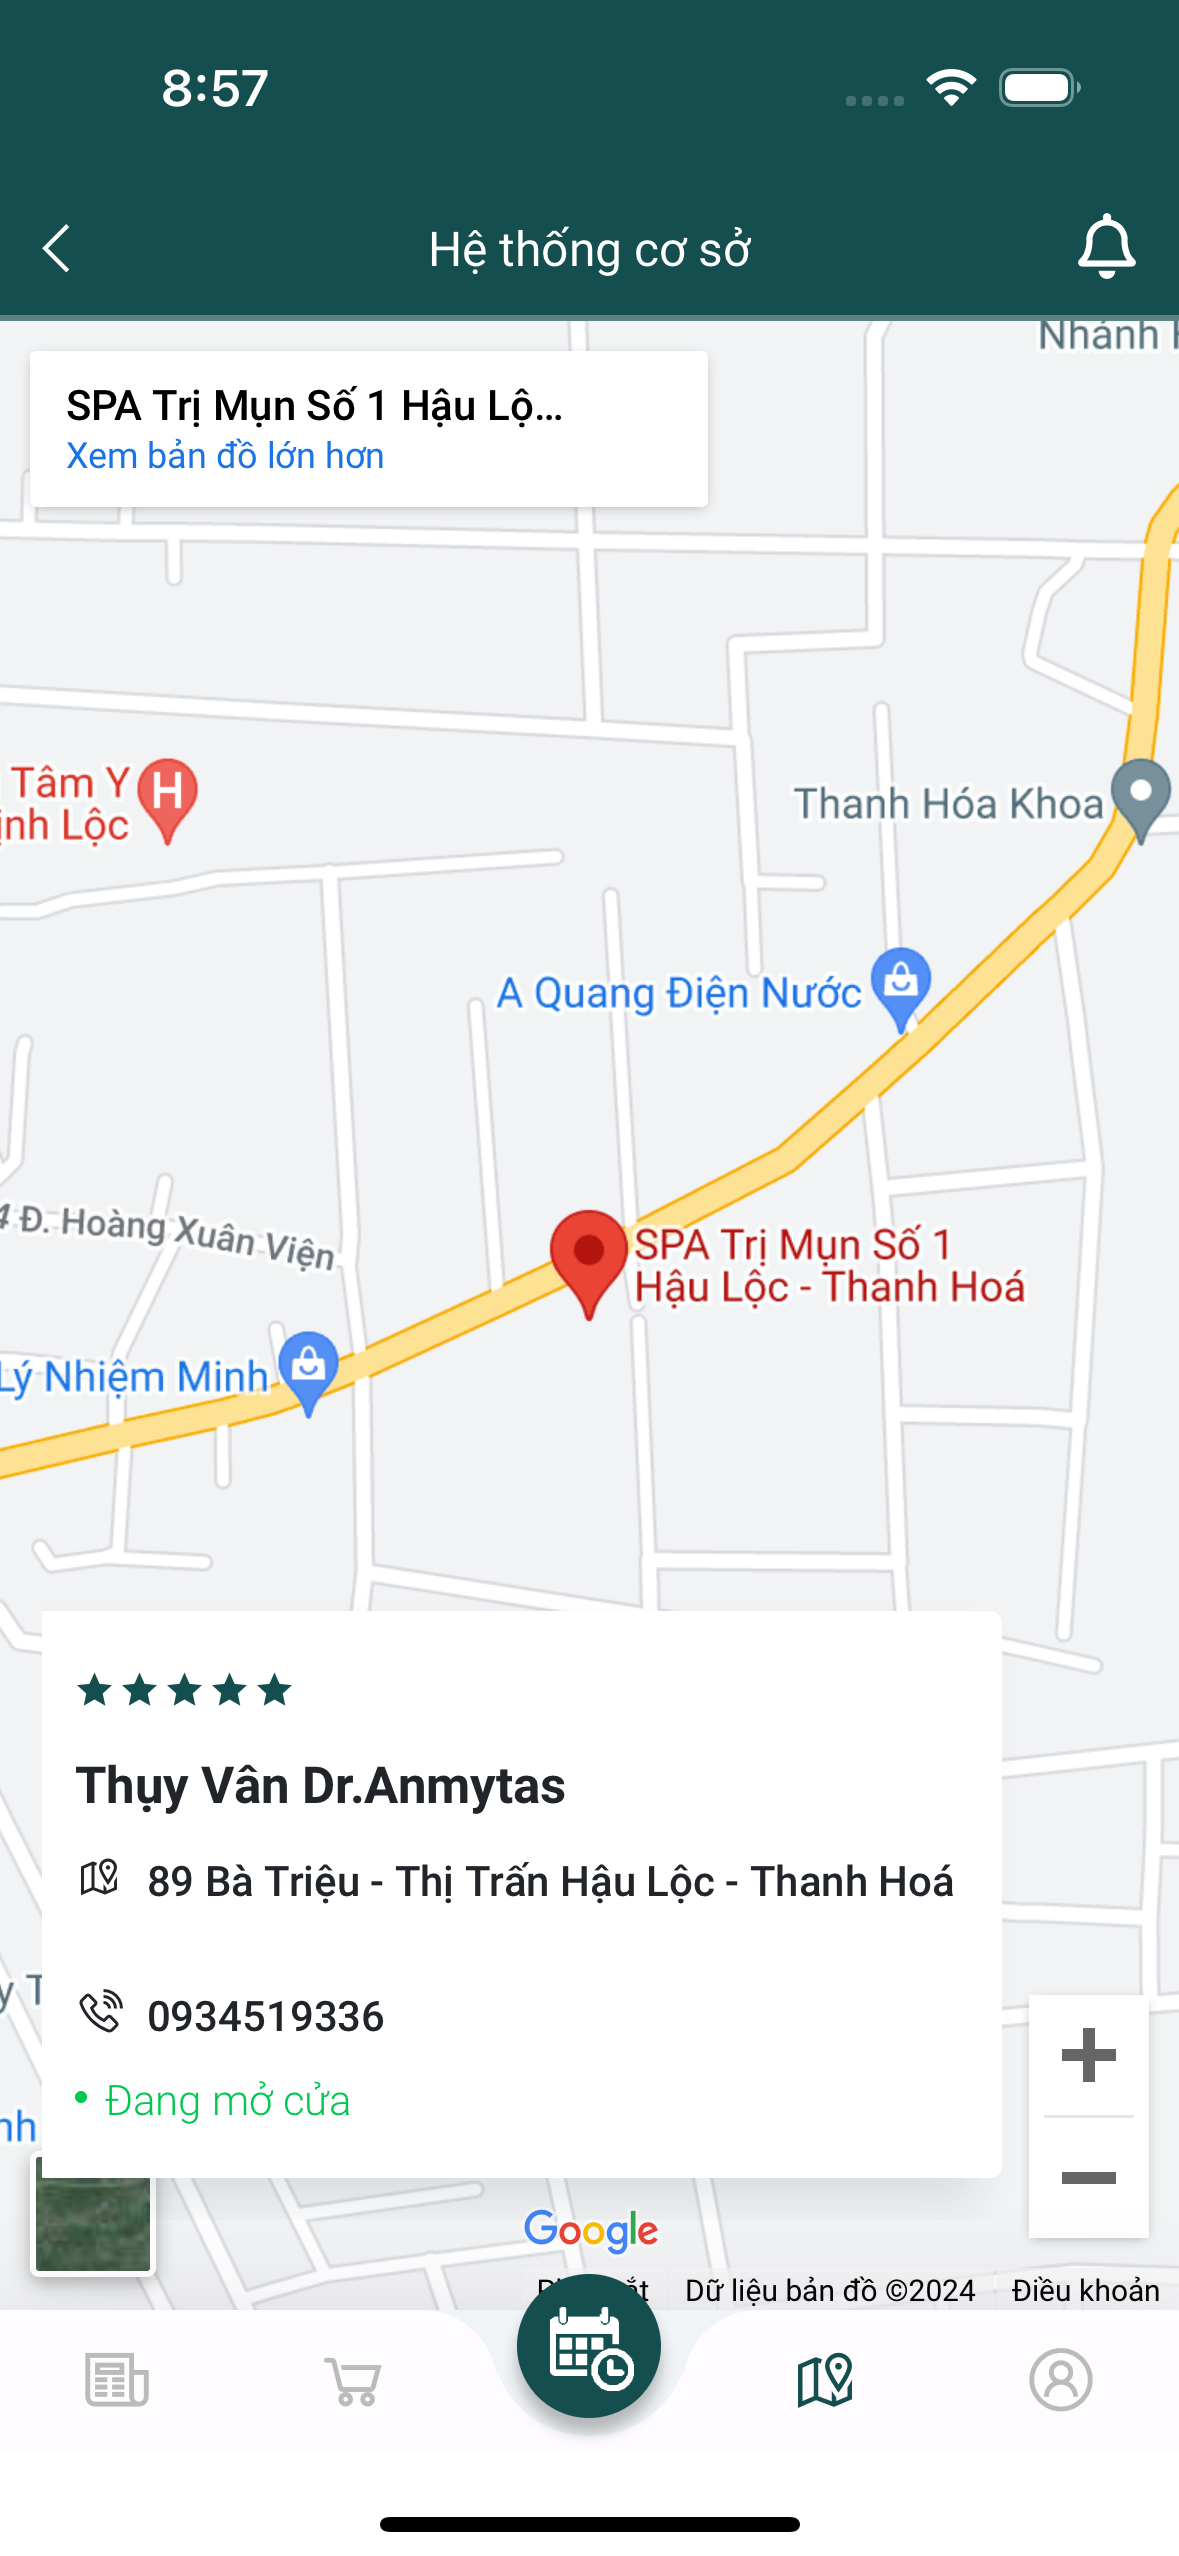 8:57
Hệ thống cơ sở
Nhánh
SPA Trị Mụn Số 1 Hậu Lộ...
Xem bản đồ lớn hơn
Tâm Y
ịnh Lộc
H
Thanh Hóa Khoa
A Quang Điện Nước
Đ. Hoàng Xuân Viện
SPA Trị Mụn Số 1
Hậu Lộc - Thanh Hoá
Lý Nhiệm Minh
Thụy Vân Dr.Anmytas
89 Bà Triệu - Thị Trấn Hậu Lộc - Thanh Hoá
0934519336
Đang mở cửa
Google
Dữ liệu bản đồ ©2024
Điều khoản